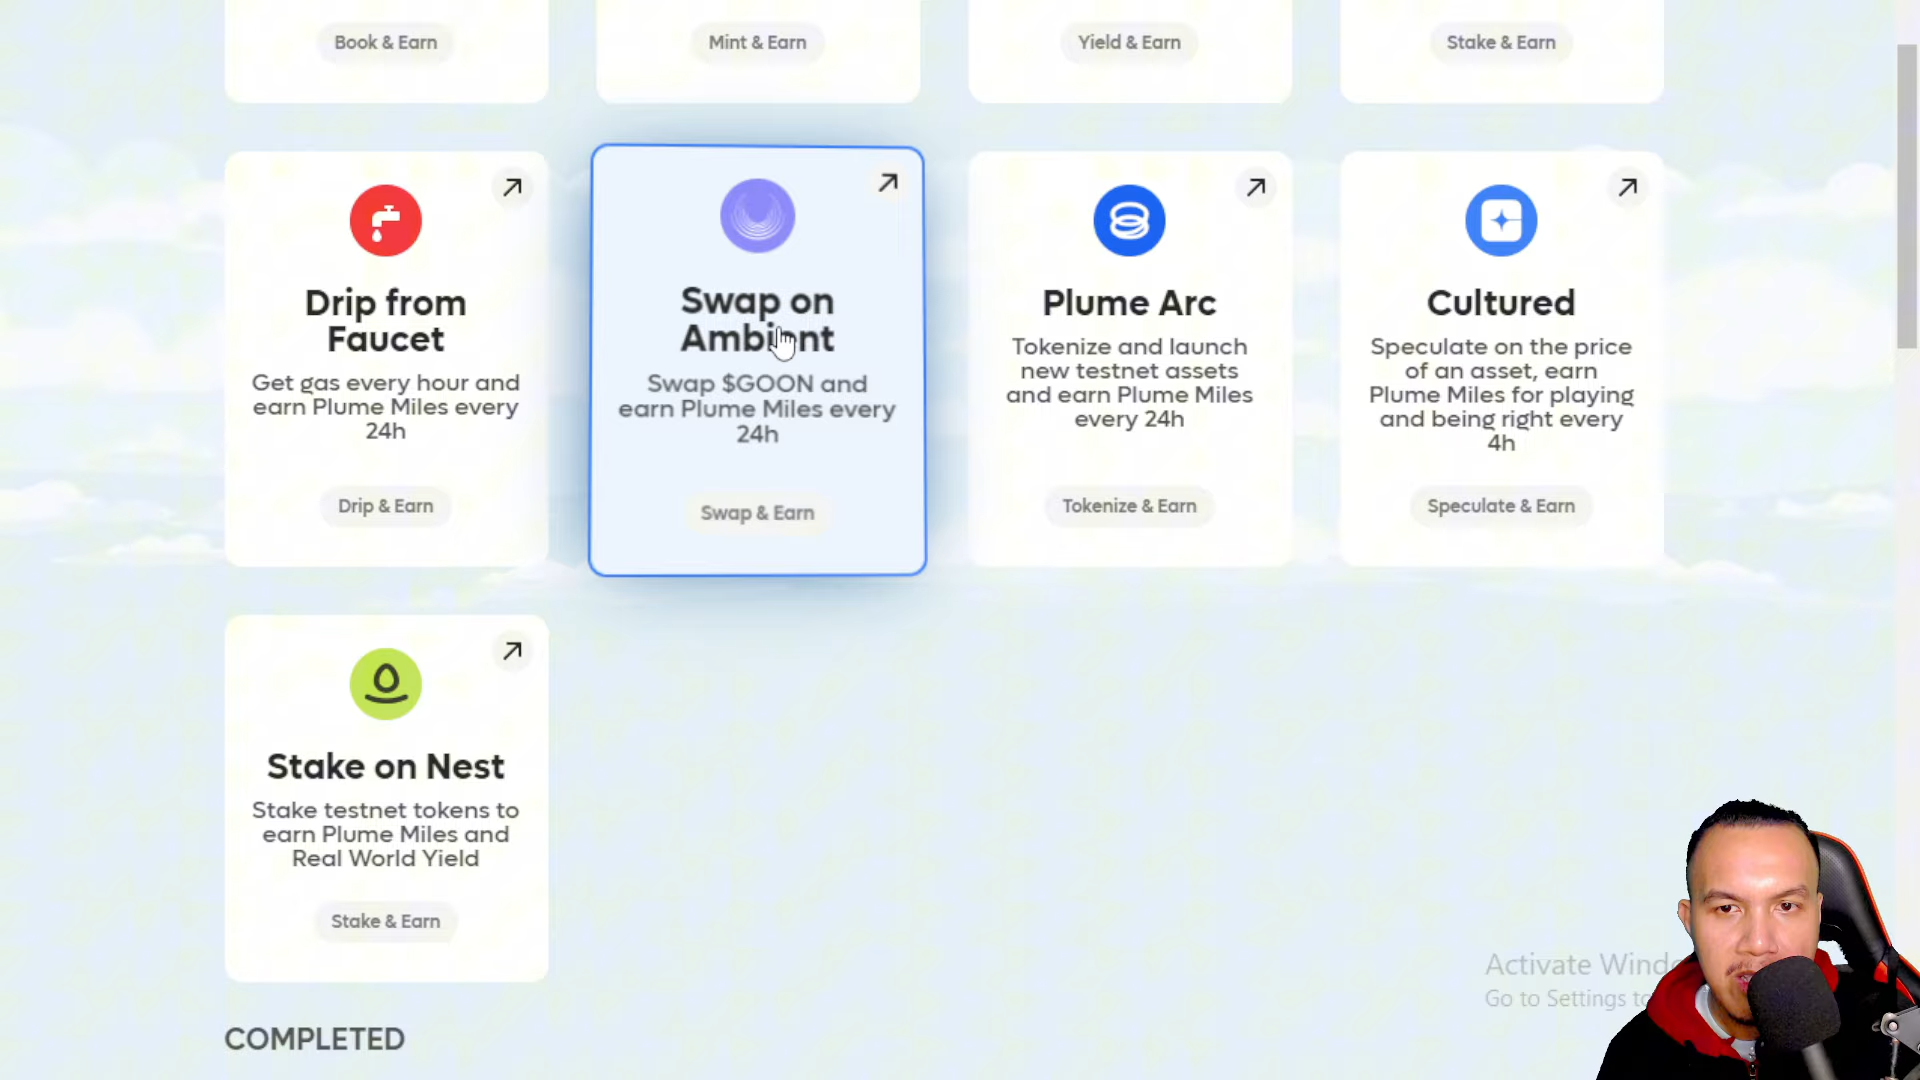 Book & Earn
Mint & Earn
Yield & Earn
Stake & Earn
Drip from
Faucet
Get gas every hour and
earn Plume Miles every
24h
Drip & Earn
Swap on
Ambient
Swap $GOON and
earn Plume Miles every
24h
Swap & Earn
Plume Arc
Tokenize and launch
new testnet assets
and earn Plume Miles
every 24h
Tokenize & Earn
Cultured
Speculate on the price
of an asset, earn
Plume Miles for playing
and being right every
4h
Speculate & Earn
Stake on Nest
Stake testnet tokens to
earn Plume Miles and
Real World Yield
Stake & Earn
COMPLETED
Activate Wind
Go to Settings to